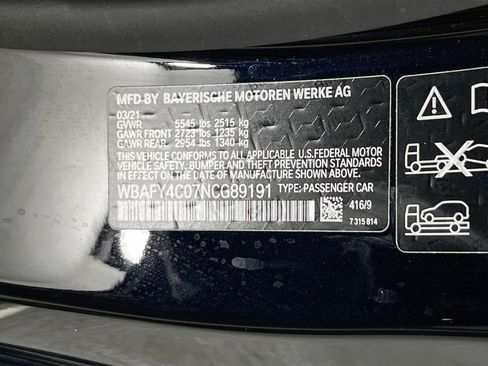 MFD BY BAYERISCHE MOTOREN WERKE AG
03/21
GVWR 5545 lbs 2515 kg
GAWR FRONT 2723 lbs 1235 kg
GAWR REAR 2954 lbs 1340 kg
THIS VEHICLE CONFORMS TO ALL APPLICABLE U.S. FEDERAL MOTOR
VEHICLE SAFETY, BUMPER, AND THEFT PREVENTION STANDARDS IN
EFFECT ON THE DATE OF MANUFACTURE SHOWN ABOVE.
WBAFY4C07NCG89191 TYPE: PASSENGER CAR
416/9
7 315 814